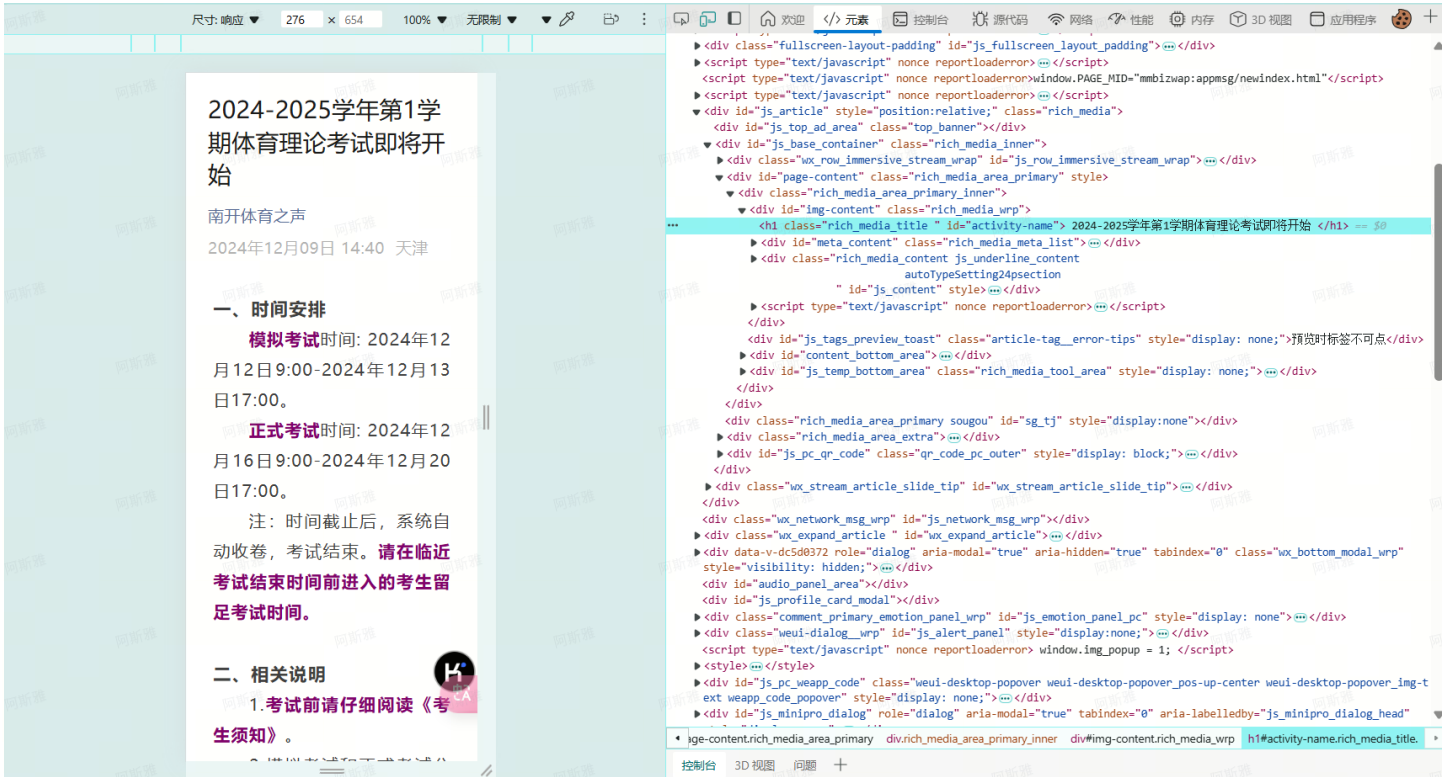 尺寸: 响应 ▼ 276 × 654 100% ▼ 无限制 ▼
欢迎 </> 元素 控制台 源代码 网络 性能 内存 3D 视图 应用程序
2024-2025学年第1学
期体育理论考试即将开
始
南开体育之声
2024年12月09日 14:40 天津
一、时间安排
模拟考试时间: 2024年12
月12日9:00-2024年12月13
日17:00。
正式考试时间: 2024年12
月16日9:00-2024年12月20
日17:00。
注：时间截止后，系统自
动收卷，考试结束。请在临近
考试结束时间前进入的考生留
足考试时间。
二、相关说明
1.考试前请仔细阅读《考
生须知》。
<div class="fullscreen-layout-padding" id="js_fullscreen_layout_padding">…</div>
<script type="text/javascript" nonce reportloaderror>…</script>
<script type="text/javascript" nonce reportloaderror>window.PAGE_MID="mmbizwap:appmsg/newindex.html"</script>
<script type="text/javascript" nonce reportloaderror>…</script>
<div id="js_article" style="position:relative;" class="rich_media">
<div id="js_top_ad_area" class="top_banner"></div>
<div id="js_base_container" class="rich_media_inner">
<div class="wx_row_immersive_stream_wrap" id="js_row_immersive_stream_wrap">…</div>
<div id="page-content" class="rich_media_area_primary" style>
<div class="rich_media_area_primary_inner">
<div id="img-content" class="rich_media_wrp">
<h1 class="rich_media_title " id="activity-name"> 2024-2025学年第1学期体育理论考试即将开始 </h1> == $0
<div id="meta_content" class="rich_media_meta_list">…</div>
<div class="rich_media_content js_underline_content
autoTypeSetting24psection
" id="js_content" style>…</div>
<script type="text/javascript" nonce reportloaderror>…</script>
</div>
<div id="js_tags_preview_toast" class="article-tag__error-tips" style="display: none;">预览时标签不可点</div>
<div id="content_bottom_area">…</div>
<div id="js_temp_bottom_area" class="rich_media_tool_area" style="display: none;">…</div>
</div>
</div>
<div class="rich_media_area_primary sougou" id="sg_tj" style="display:none"></div>
<div class="rich_media_area_extra">…</div>
<div id="js_pc_qr_code" class="qr_code_pc_outer" style="display: block;">…</div>
</div>
<div class="wx_stream_article_slide_tip" id="wx_stream_article_slide_tip">…</div>
</div>
<div class="wx_network_msg_wrp" id="js_network_msg_wrp"></div>
<div class="wx_expand_article " id="wx_expand_article">…</div>
<div data-v-dc5d0372 role="dialog" aria-modal="true" aria-hidden="true" tabindex="0" class="wx_bottom_modal_wrp"
style="visibility: hidden;">…</div>
<div id="audio_panel_area"></div>
<div id="js_profile_card_modal"></div>
<div class="comment_primary_emotion_panel_wrp" id="js_emotion_panel_pc" style="display: none">…</div>
<div class="weui-dialog__wrp" id="js_alert_panel" style="display:none;">…</div>
<script type="text/javascript" nonce reportloaderror> window.img_popup = 1; </script>
<style>…</style>
<div id="js_pc_weapp_code" class="weui-desktop-popover weui-desktop-popover_pos-up-center weui-desktop-popover_img-t
ext weapp_code_popover" style="display: none;">…</div>
<div id="js_minipro_dialog" role="dialog" aria-modal="true" tabindex="0" aria-labelledby="js_minipro_dialog_head"
age-content.rich_media_area_primary div.rich_media_area_primary_inner div#img-content.rich_media_wrp h1#activity-name.rich_media_title.
控制台 3D 视图 问题
阿斯雅